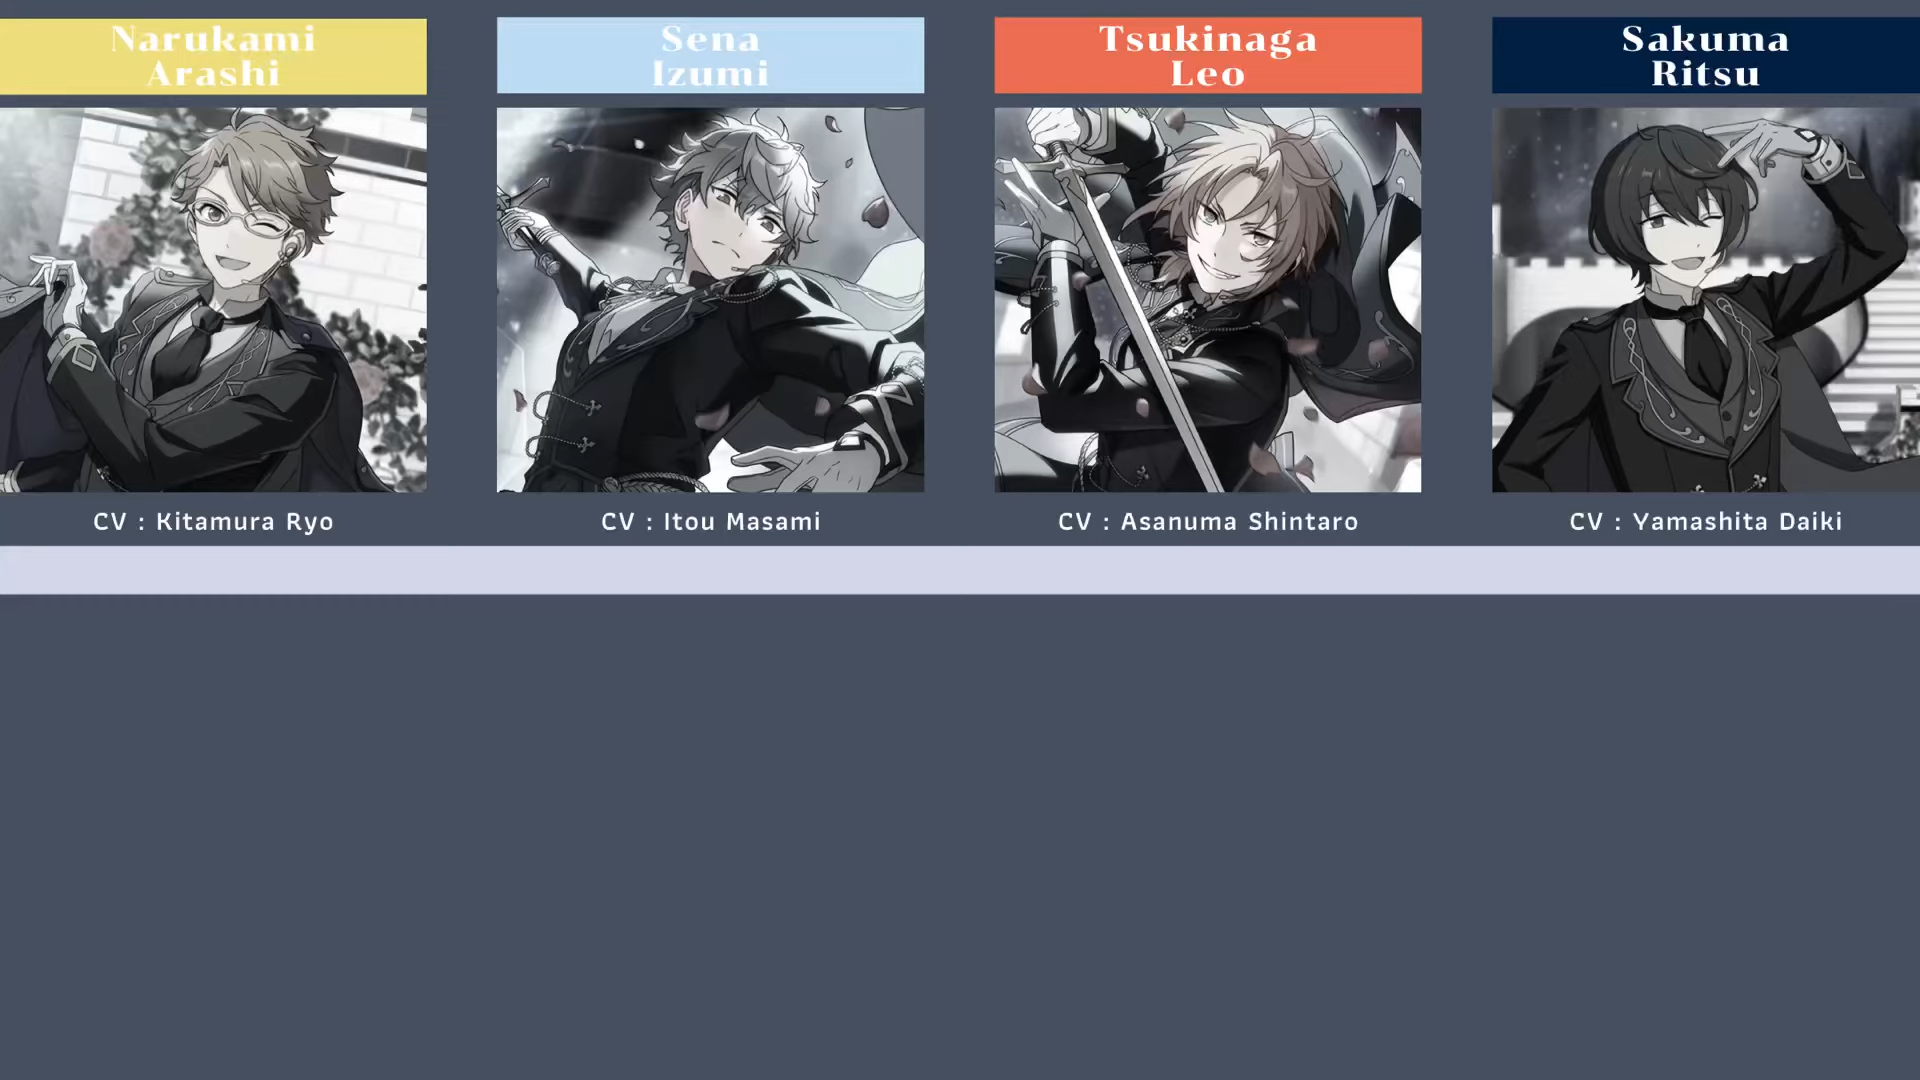 Narukami
Arashi
Sena
Izumi
Tsukinaga
Leo
Sakuma
Ritsu
CV : Kitamura Ryo
CV : Itou Masami
CV : Asanuma Shintaro
CV : Yamashita Daiki